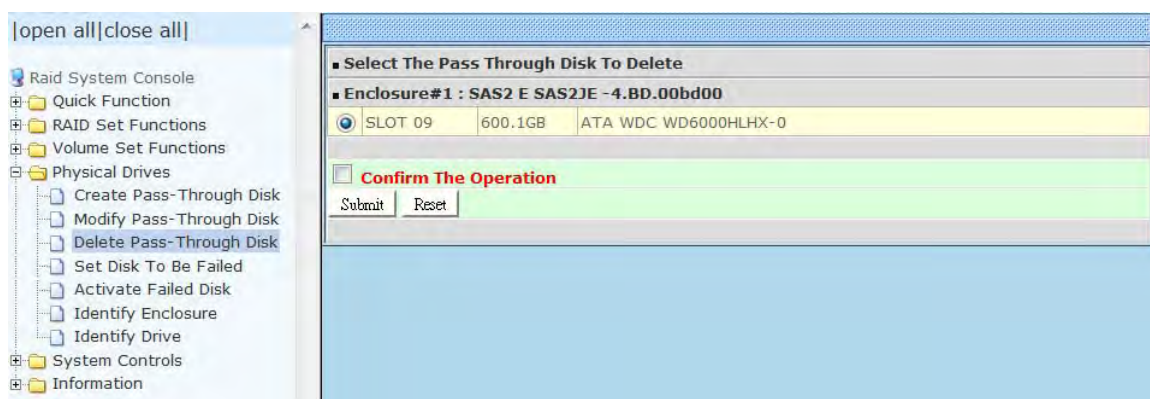 |open all|close all|
Raid System Console
Quick Function
RAID Set Functions
Volume Set Functions
Physical Drives
Create Pass-Through Disk
Modify Pass-Through Disk
Delete Pass-Through Disk
Set Disk To Be Failed
Activate Failed Disk
Identify Enclosure
Identify Drive
System Controls
Information
Select The Pass Through Disk To Delete
Enclosure#1 : SAS2 E SAS2JE -4.BD.00bd00
SLOT 09 600.1GB ATA WDC WD6000HLHX-0
Confirm The Operation
Submit Reset